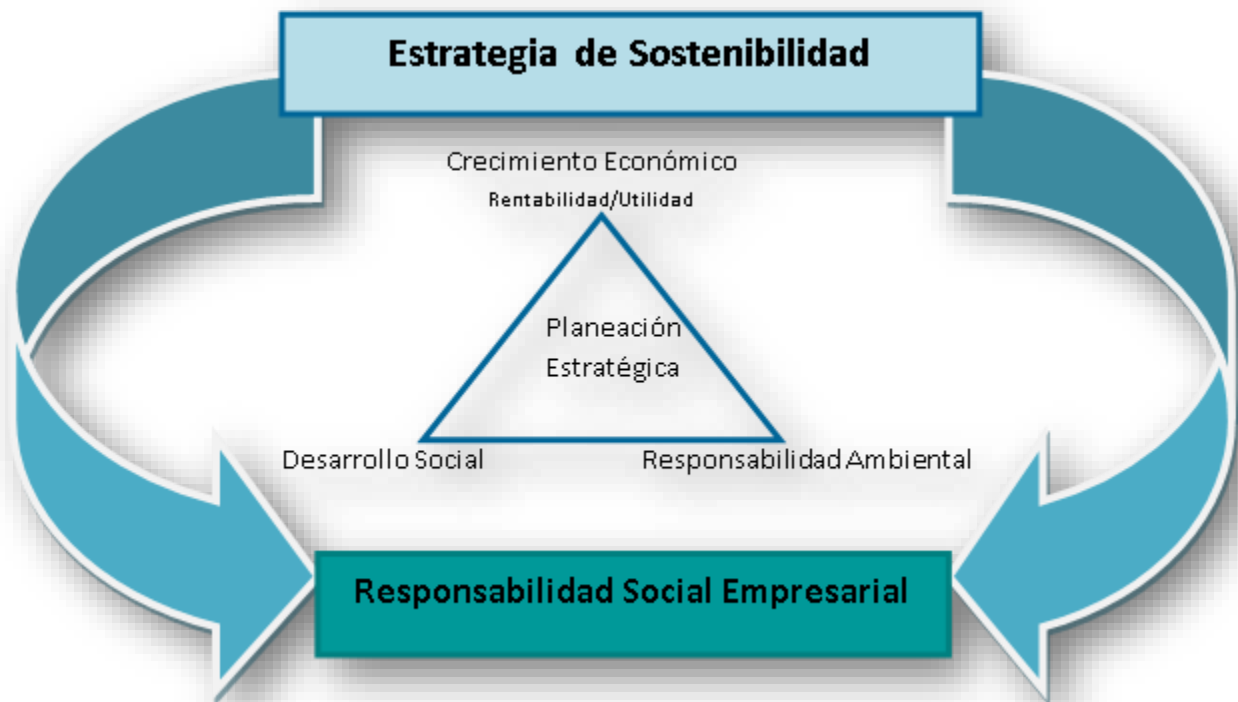 Estrategia de Sostenibilidad
Crecimiento Económico
Rentabilidad/Utilidad
Planeación
Estratégica
Desarrollo Social
Responsabilidad Ambiental
Responsabilidad Social Empresarial